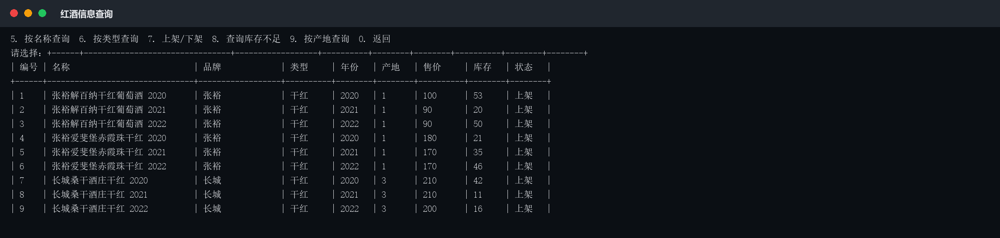 红酒信息查询
5. 按名称查询  6. 按类型查询  7. 上架/下架  8. 查询库存不足  9. 按产地查询  0. 返回
请选择: +------+--------------------------------+------------------+----------+--------+--------+----------+--------+--------+
| 编号 | 名称                           | 品牌             | 类型     | 年份   | 产地   | 售价     | 库存   | 状态   |
+------+--------------------------------+------------------+----------+--------+--------+----------+--------+--------+
| 1    | 张裕解百纳干红葡萄酒 2020      | 张裕             | 干红     | 2020   | 1      | 100      | 53     | 上架   |
| 2    | 张裕解百纳干红葡萄酒 2021      | 张裕             | 干红     | 2021   | 1      | 90       | 20     | 上架   |
| 3    | 张裕解百纳干红葡萄酒 2022      | 张裕             | 干红     | 2022   | 1      | 90       | 50     | 上架   |
| 4    | 张裕爱斐堡赤霞珠干红 2020      | 张裕             | 干红     | 2020   | 1      | 180      | 21     | 上架   |
| 5    | 张裕爱斐堡赤霞珠干红 2021      | 张裕             | 干红     | 2021   | 1      | 170      | 35     | 上架   |
| 6    | 张裕爱斐堡赤霞珠干红 2022      | 张裕             | 干红     | 2022   | 1      | 170      | 46     | 上架   |
| 7    | 长城桑干酒庄干红 2020          | 长城             | 干红     | 2020   | 3      | 210      | 42     | 上架   |
| 8    | 长城桑干酒庄干红 2021          | 长城             | 干红     | 2021   | 3      | 210      | 11     | 上架   |
| 9    | 长城桑干酒庄干红 2022          | 长城             | 干红     | 2022   | 3      | 200      | 16     | 上架   |